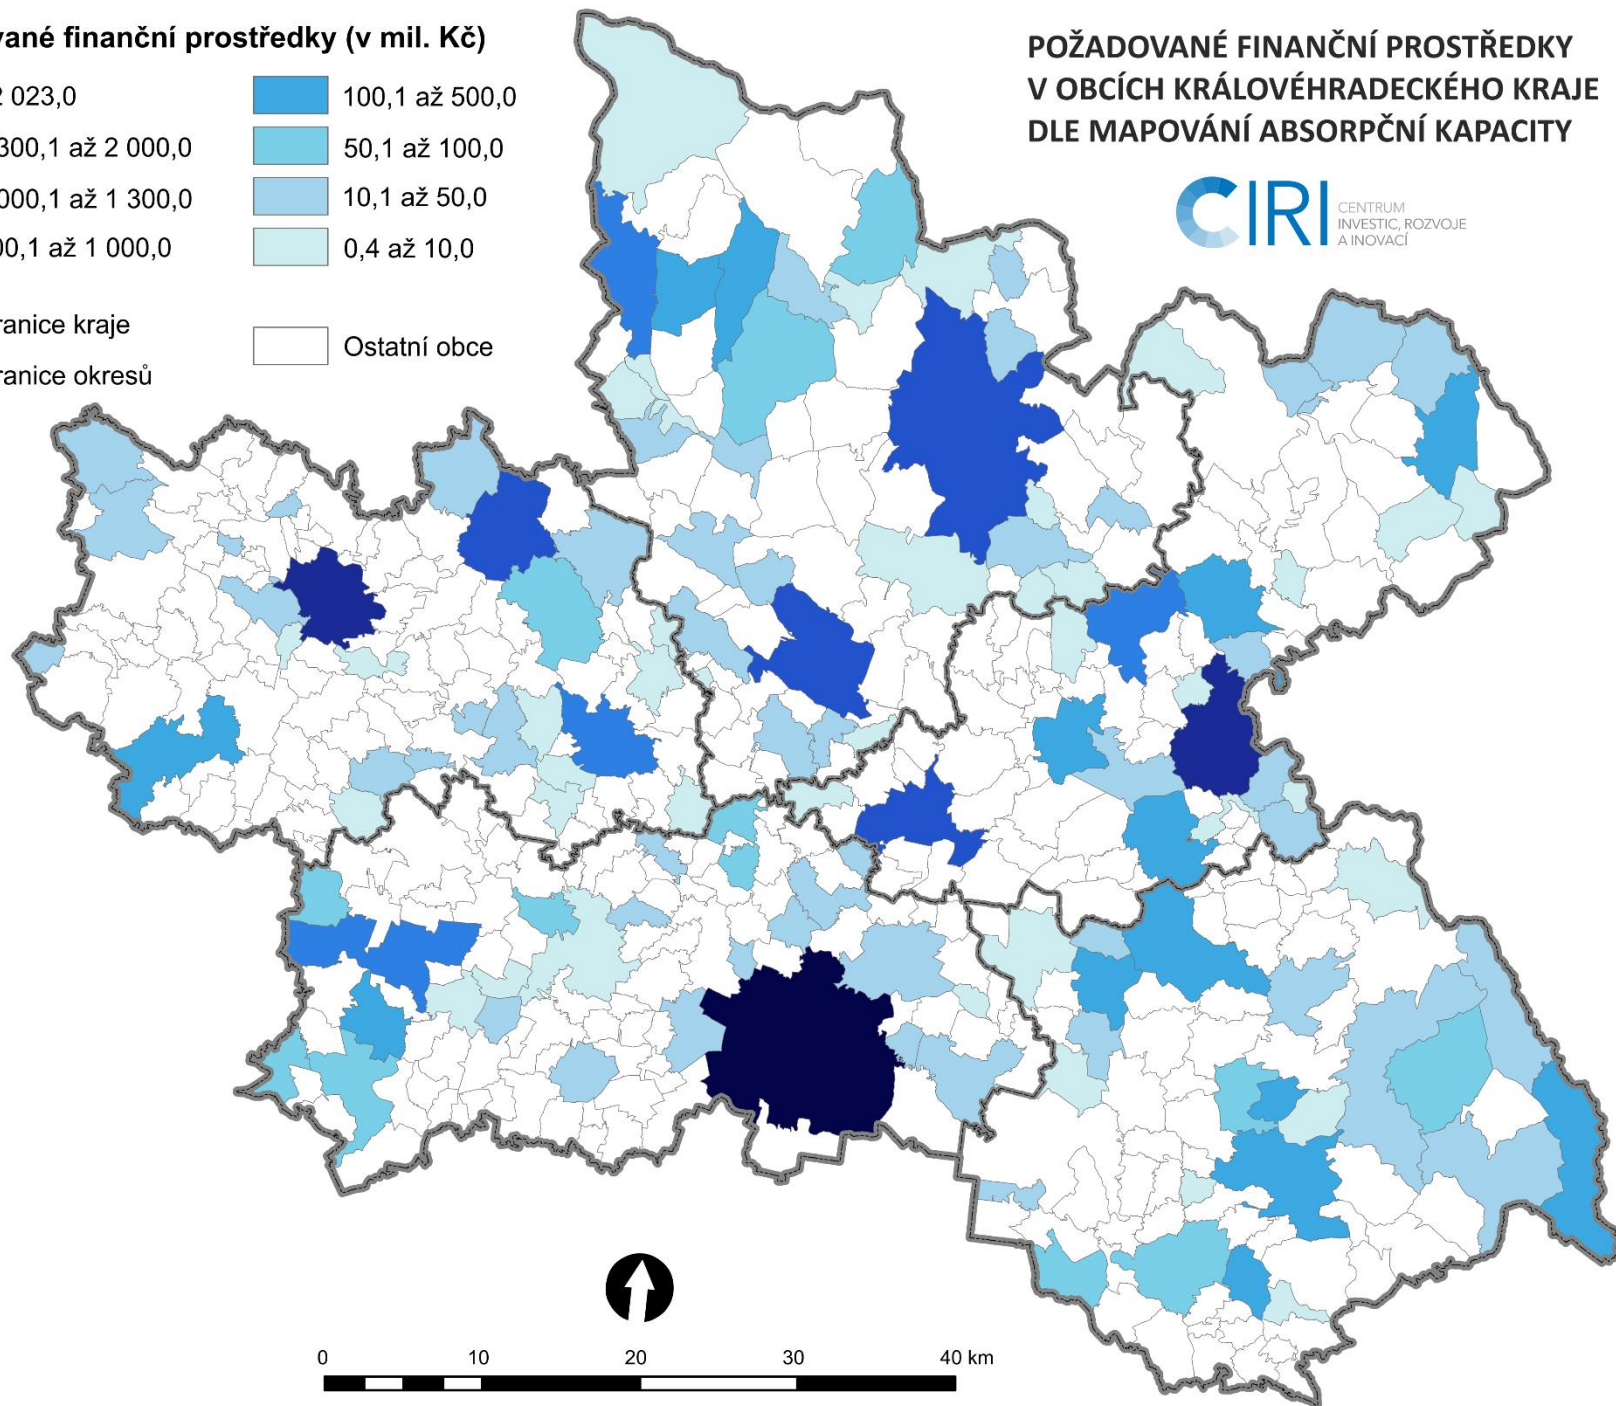 vané finanční prostředky (v mil. Kč)
2 023,0
300,1 až 2 000,0
000,1 až 1 300,0
00,1 až 1 000,0
100,1 až 500,0
50,1 až 100,0
10,1 až 50,0
0,4 až 10,0
ranice kraje
ranice okresů
Ostatní obce
POŽADOVANÉ FINANČNÍ PROSTŘEDKY
V OBCÍCH KRÁLOVÉHRADECKÉHO KRAJE
DLE MAPOVÁNÍ ABSORPČNÍ KAPACITY
CIRI
CENTRUM
INVESTIC, ROZVOJE
A INOVACÍ
0 10 20 30 40 km